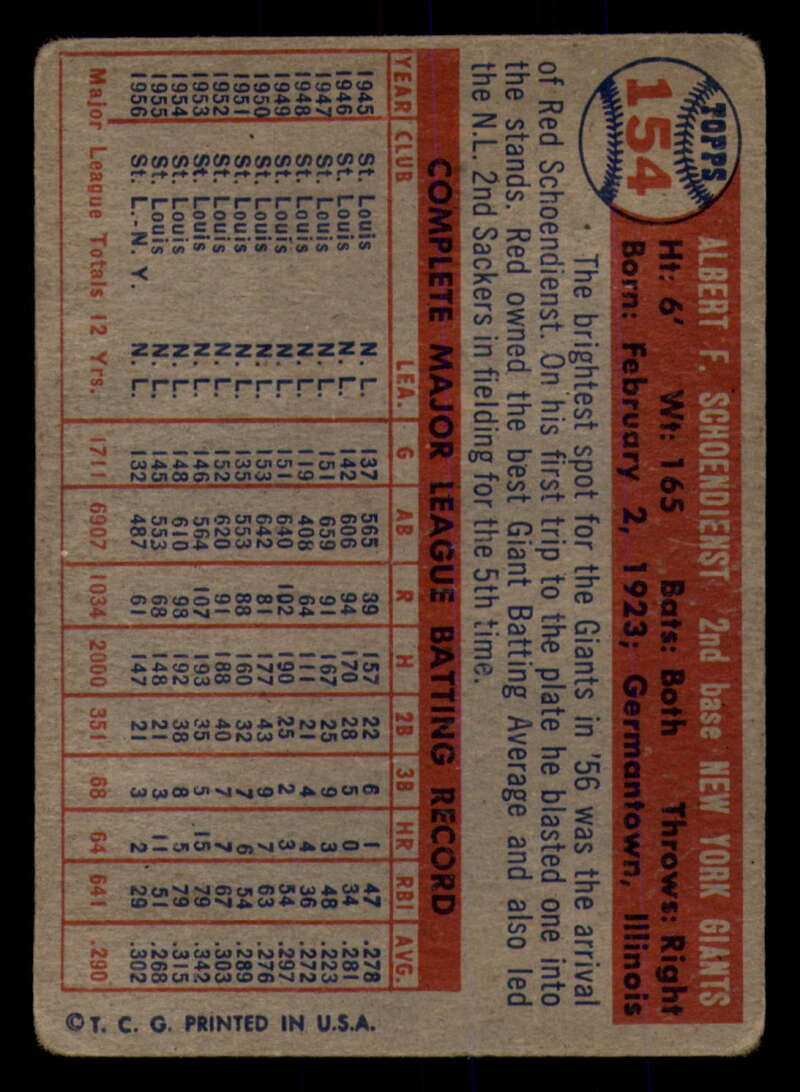 TOPPS
154
ALBERT F. SCHOENDIENST 2nd base NEW YORK GIANTS
Ht: 6' Wt: 165 Bats: Both Throws: Right
Born: February 2, 1923; Germantown, Illinois
The brightest spot for the Giants in '56 was the arrival
of Red Schoendienst. On his first trip to the plate he blasted one into
the stands. Red owned the best Giant Batting Average and also led
the N.L. 2nd Sackers in fielding for the 5th time.
COMPLETE MAJOR LEAGUE BATTING RECORD
YEAR CLUB LEA. G AB R H 2B 3B HR RBI AVG.
1945 St. Louis N. L. 137 565 39 157 22 6 1 47 .278
1946 St. Louis N. L. 142 606 94 170 28 5 0 34 .281
1947 St. Louis N. L. 151 659 91 167 25 9 3 48 .223
1948 St. Louis N. L. 119 408 64 111 21 4 4 36 .272
1949 St. Louis N. L. 151 640 102 190 25 2 3 54 .297
1950 St. Louis N. L. 153 642 81 177 43 9 7 63 .276
1951 St. Louis N. L. 135 553 88 160 32 7 6 54 .289
1952 St. Louis N. L. 152 620 91 188 40 7 7 67 .303
1953 St. Louis N. L. 146 564 107 193 35 5 15 79 .342
1954 St. Louis N. L. 148 610 98 192 38 8 5 79 .315
1955 St. Louis N. L. 145 553 68 148 21 3 11 51 .268
1956 St. L.-N. Y. N. L. 132 487 61 147 21 3 2 29 .302
Major League Totals 12 Yrs. 1711 6907 1034 2000 351 68 64 641 .290
© T. C. G. PRINTED IN U.S.A.